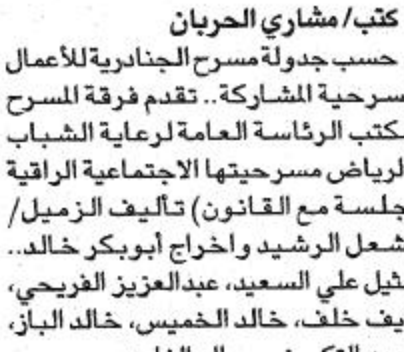 كتب/ مشاري الحربان
حسب جدولة مسرح الجنادرية للأعمال
سرحية المشاركة.. تقدم فرقة المسرح
كتب الرئاسة العامة لرعاية الشباب
لرياض مسرحيتها الاجتماعية الراقية
جلسة مع القانون) تأليف الزميل/
شعل الرشيد واخراج أبوبكر خالد..
ثيل علي السعيد، عبدالعزيز الفريحي،
يف خلف، خالد الخميس، خالد الباز،